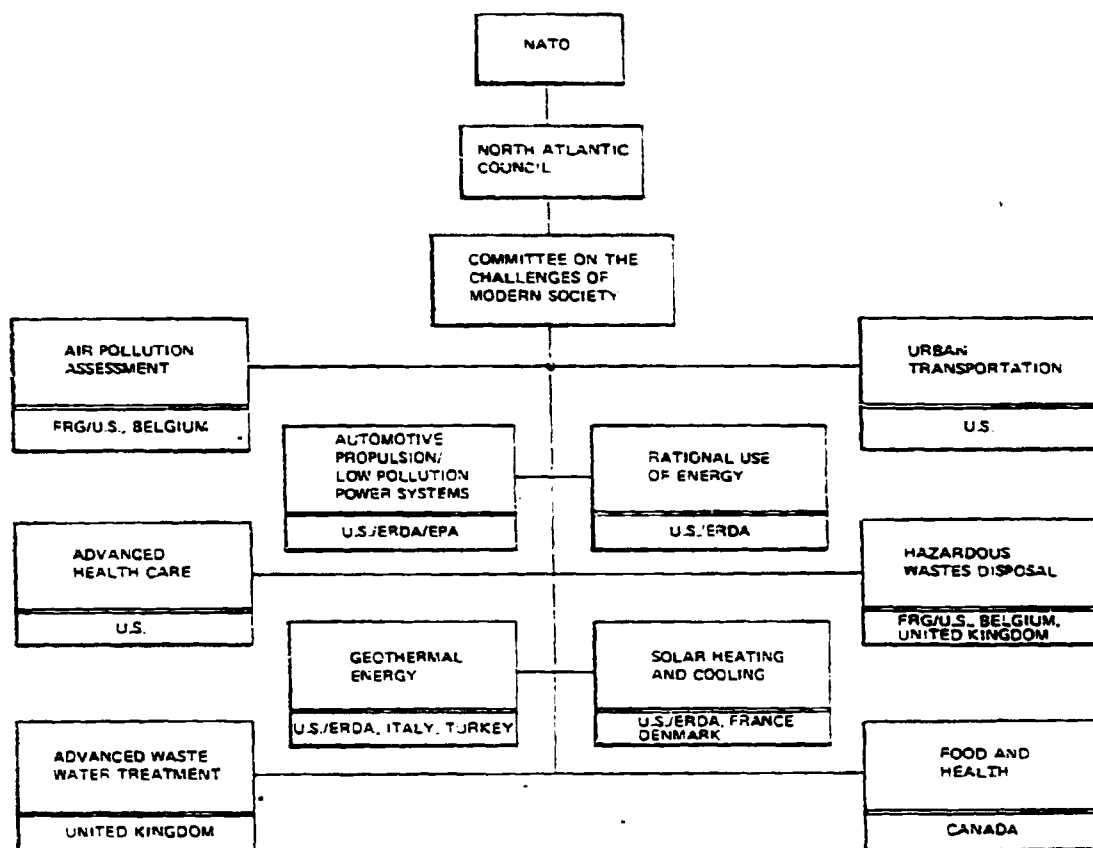 NATO
NORTH ATLANTIC
COUNCIL
COMMITTEE ON THE
CHALLENGES OF
MODERN SOCIETY
AIR POLLUTION
ASSESSMENT
FRG/U.S., BELGIUM
URBAN
TRANSPORTATION
U.S.
AUTOMOTIVE
PROPULSION/
LOW POLLUTION
POWER SYSTEMS
U.S./ERDA/EPA
RATIONAL USE
OF ENERGY
U.S./ERDA
ADVANCED
HEALTH CARE
U.S.
HAZARDOUS
WASTES DISPOSAL
FRG/U.S., BELGIUM,
UNITED KINGDOM
GEOTHERMAL
ENERGY
U.S./ERDA, ITALY, TURKEY
SOLAR HEATING
AND COOLING
U.S./ERDA, FRANCE
DENMARK
ADVANCED WASTE
WATER TREATMENT
UNITED KINGDOM
FOOD AND
HEALTH
CANADA